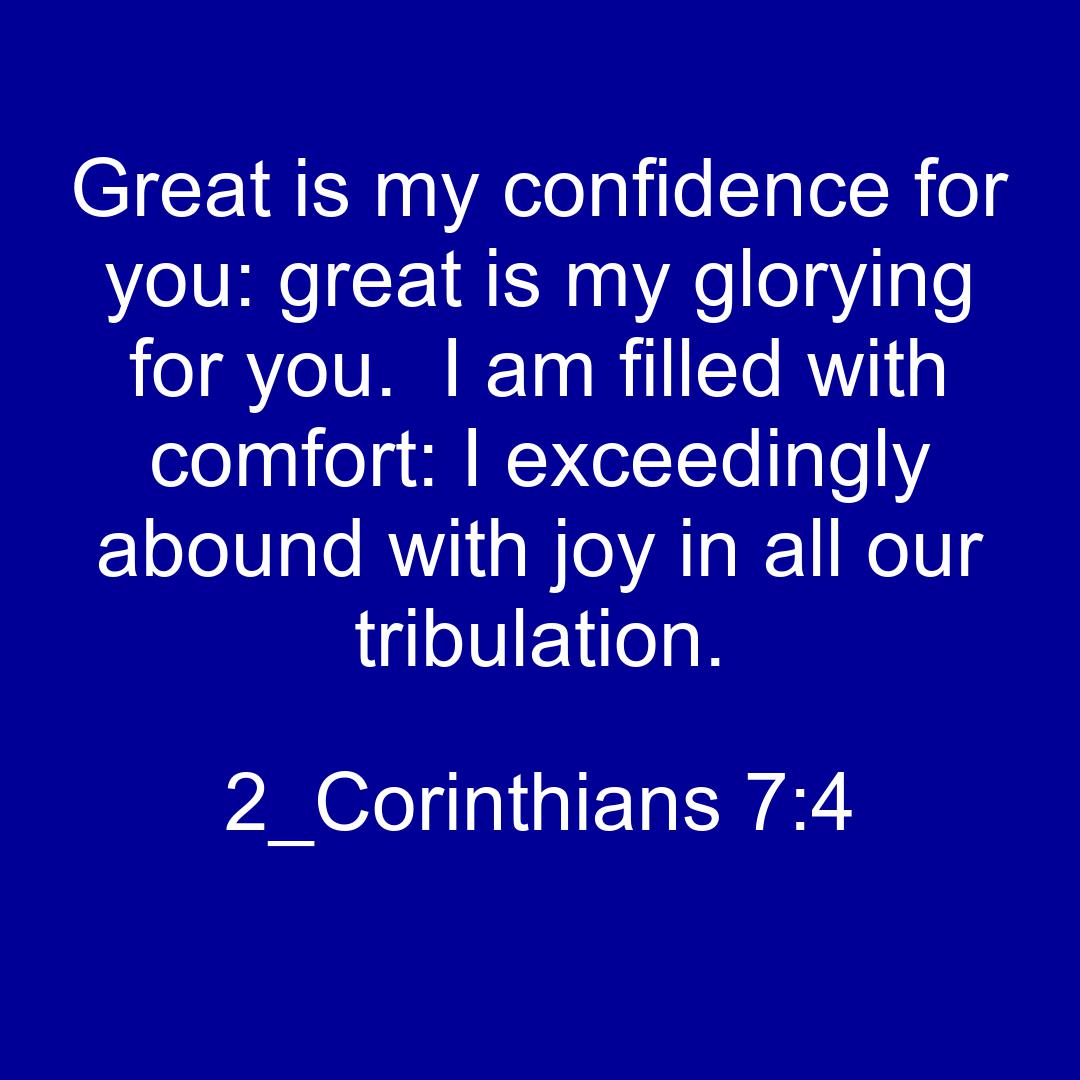 Great is my confidence for
you: great is my glorying
for you.  I am filled with
comfort: I exceedingly
abound with joy in all our
tribulation.
2_Corinthians 7:4